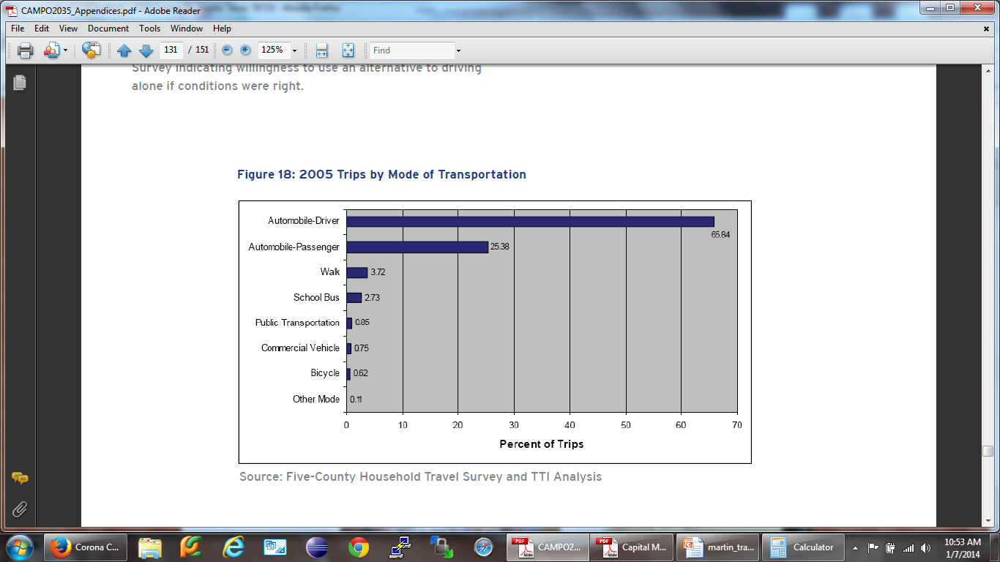 CAMPO2035_Appendices.pdf - Adobe Reader
File Edit View Document Tools Window Help
131 / 151 125% Find
Survey indicating willingness to use an alternative to driving
alone if conditions were right.
Figure 18: 2005 Trips by Mode of Transportation
Automobile-Driver
65.84
Automobile-Passenger 25.38
Walk 3.72
School Bus 2.73
Public Transportation 0.85
Commercial Vehicle 0.75
Bicycle 0.62
Other Mode 0.11
0 10 20 30 40 50 60 70
Percent of Trips
Source: Five-County Household Travel Survey and TTI Analysis
Corona C... CAMPO2... Capital M... martin_tra... Calculator 10:53 AM
1/7/2014